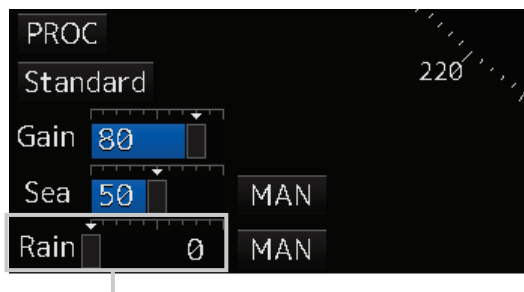 PROC
220
Standard
Gain 80
Sea 50 MAN
Rain 0 MAN